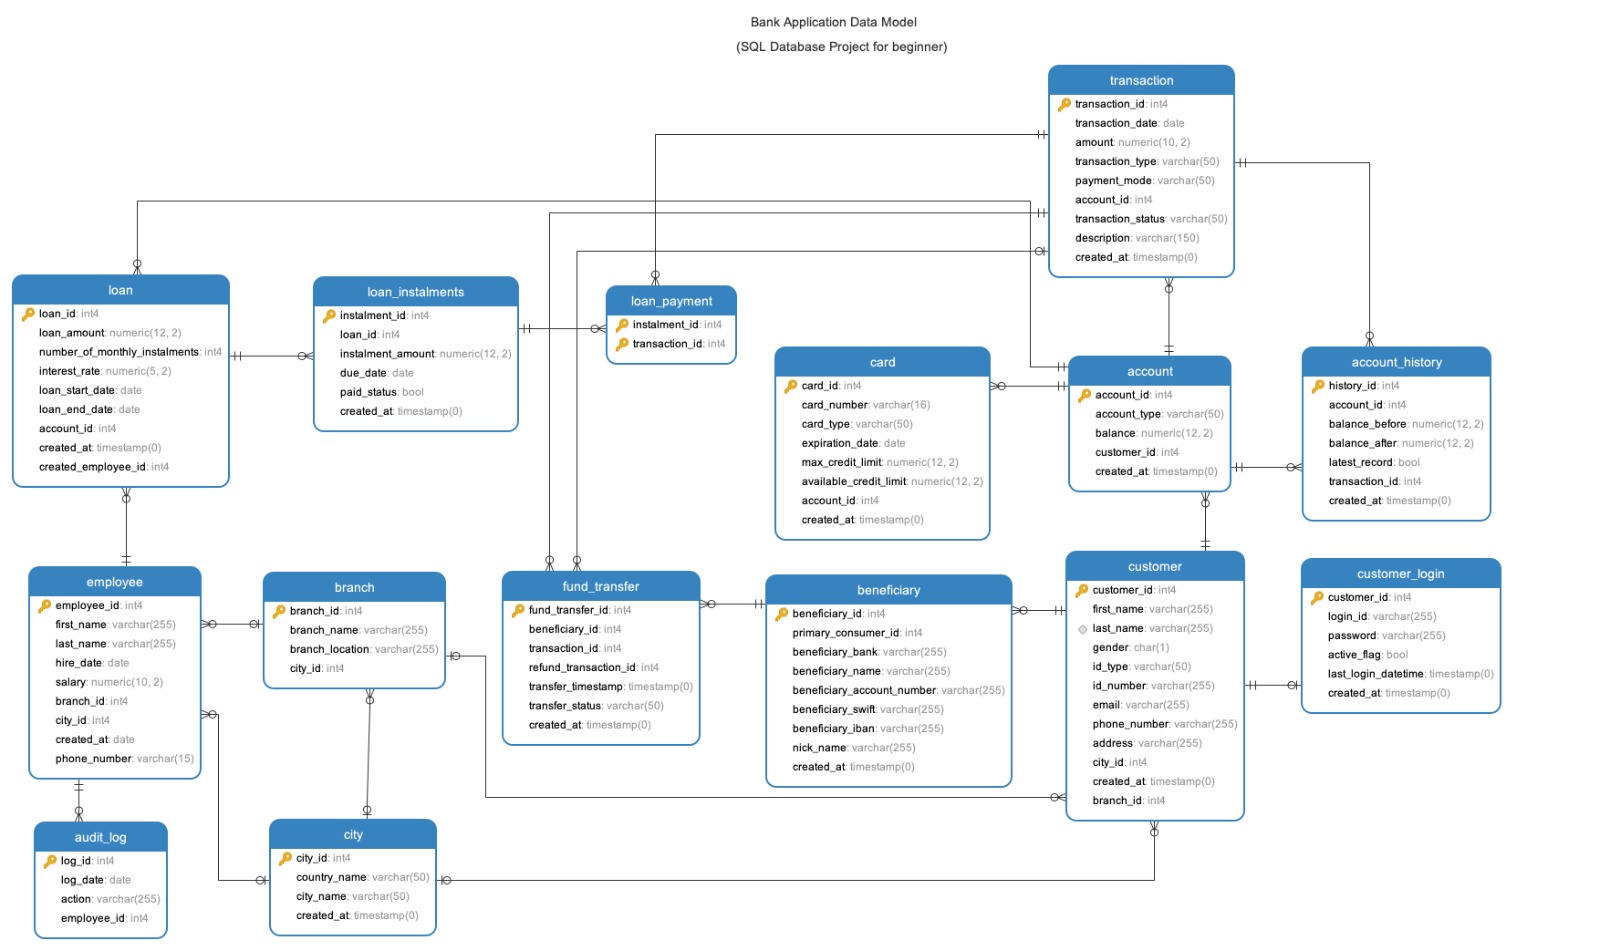 Bank Application Data Model
(SQL Database Project for beginner)
transaction
transaction_id: int4
transaction_date: date
amount: numeric(10, 2)
transaction_type: varchar(50)
payment_mode: varchar(50)
account_id: int4
transaction_status: varchar(50)
description: varchar(150)
created_at: timestamp(0)
loan
loan_id: int4
loan_amount: numeric(12, 2)
number_of_monthly_instalments: int4
interest_rate: numeric(5, 2)
loan_start_date: date
loan_end_date: date
account_id: int4
created_at: timestamp(0)
created_employee_id: int4
loan_instalments
instalment_id: int4
loan_id: int4
instalment_amount: numeric(12, 2)
due_date: date
paid_status: bool
created_at: timestamp(0)
loan_payment
instalment_id: int4
transaction_id: int4
card
card_id: int4
card_number: varchar(16)
card_type: varchar(50)
expiration_date: date
max_credit_limit: numeric(12, 2)
available_credit_limit: numeric(12, 2)
account_id: int4
created_at: timestamp(0)
account
account_id: int4
account_type: varchar(50)
balance: numeric(12, 2)
customer_id: int4
created_at: timestamp(0)
account_history
history_id: int4
account_id: int4
balance_before: numeric(12, 2)
balance_after: numeric(12, 2)
latest_record: bool
transaction_id: int4
created_at: timestamp(0)
employee
employee_id: int4
first_name: varchar(255)
last_name: varchar(255)
hire_date: date
salary: numeric(10, 2)
branch_id: int4
city_id: int4
created_at: date
phone_number: varchar(15)
branch
branch_id: int4
branch_name: varchar(255)
branch_location: varchar(255)
city_id: int4
fund_transfer
fund_transfer_id: int4
beneficiary_id: int4
transaction_id: int4
refund_transaction_id: int4
transfer_timestamp: timestamp(0)
transfer_status: varchar(50)
created_at: timestamp(0)
beneficiary
beneficiary_id: int4
primary_consumer_id: int4
beneficiary_bank: varchar(255)
beneficiary_name: varchar(255)
beneficiary_account_number: varchar(255)
beneficiary_swift: varchar(255)
beneficiary_iban: varchar(255)
nick_name: varchar(255)
created_at: timestamp(0)
customer
customer_id: int4
first_name: varchar(255)
last_name: varchar(255)
gender: char(1)
id_type: varchar(50)
id_number: varchar(255)
email: varchar(255)
phone_number: varchar(255)
address: varchar(255)
city_id: int4
created_at: timestamp(0)
branch_id: int4
customer_login
customer_id: int4
login_id: varchar(255)
password: varchar(255)
active_flag: bool
last_login_datetime: timestamp(0)
created_at: timestamp(0)
audit_log
log_id: int4
log_date: date
action: varchar(255)
employee_id: int4
city
city_id: int4
country_name: varchar(50)
city_name: varchar(50)
created_at: timestamp(0)